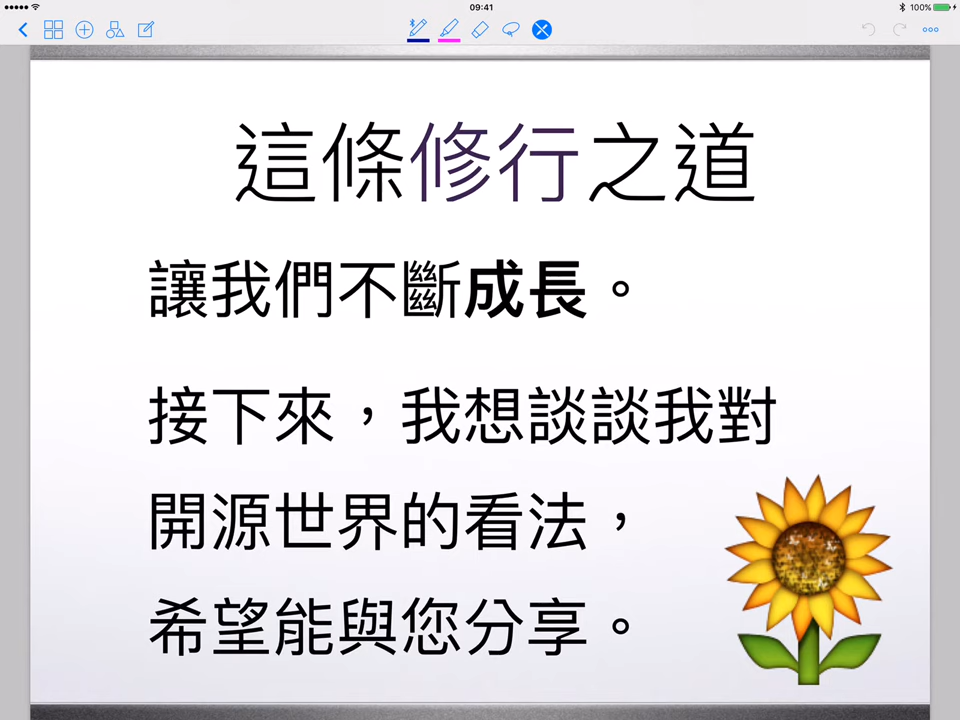 09:41
100%
這條修行之道
讓我們不斷成長。
接下來，我想談談我對
開源世界的看法，
希望能與您分享。